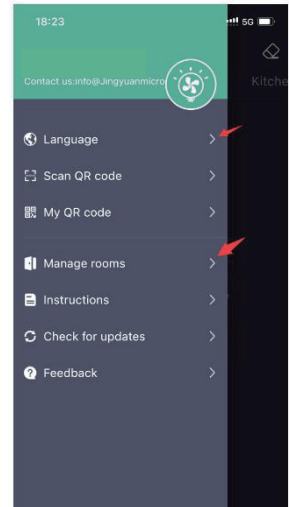 18:23
5G
Contact us:info@Jingyuanmicro
Kitche
Language
Scan QR code
My QR code
Manage rooms
Instructions
Check for updates
Feedback